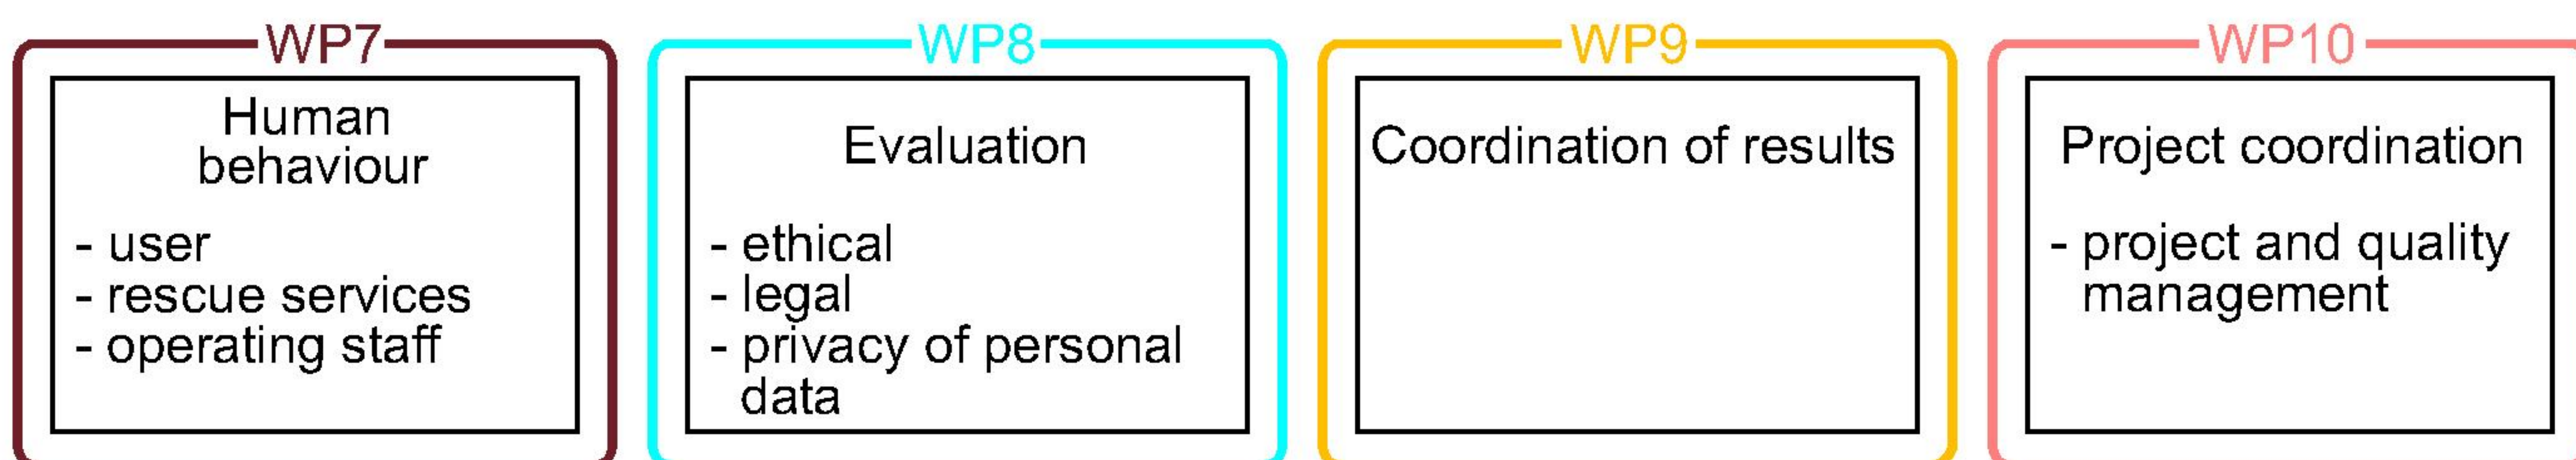 WP7
Human
behaviour
- user
- rescue services
- operating staff
WP8
Evaluation
- ethical
- legal
- privacy of personal
data
WP9
Coordination of results
WP10
Project coordination
- project and quality
management